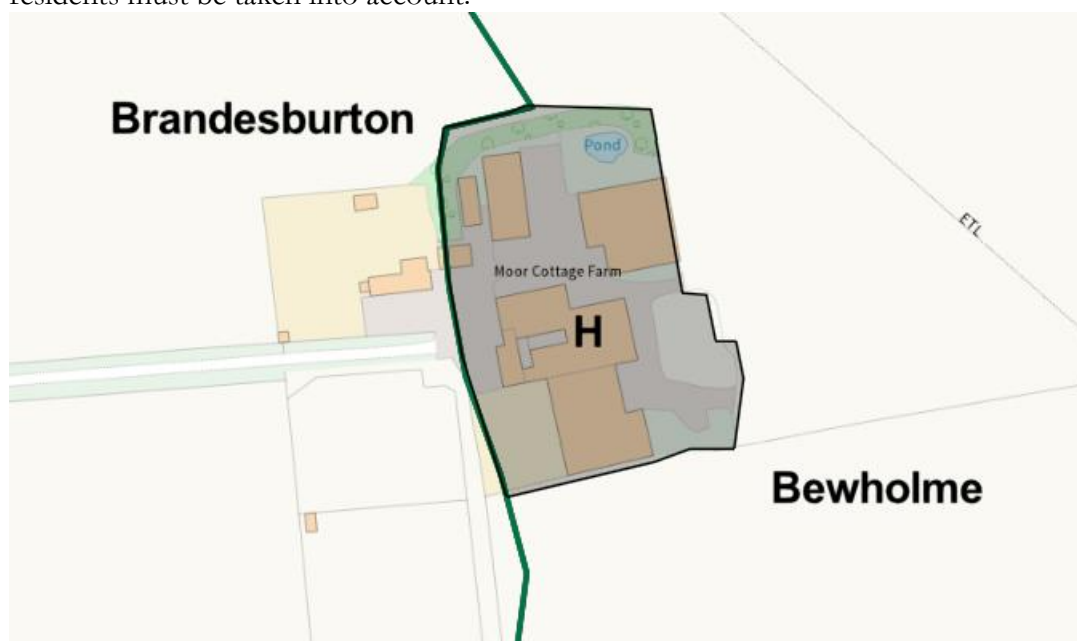 residents must be taken into account.
Brandesburton
Pond
ETL
Moor Cottage Farm
H
Bewholme